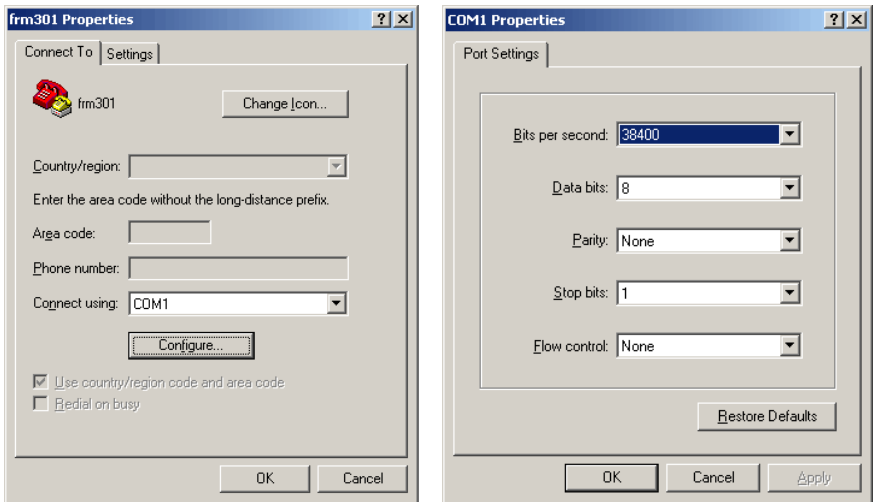 frm301 Properties
Connect To
Settings
frm301
Change Icon...
Country/region:
Enter the area code without the long-distance prefix.
Area code:
Phone number:
Connect using: COM1
Configure...
Use country/region code and area code
Redial on busy
OK
Cancel
COM1 Properties
Port Settings
Bits per second: 38400
Data bits: 8
Parity: None
Stop bits: 1
Flow control: None
Restore Defaults
OK
Cancel
Apply